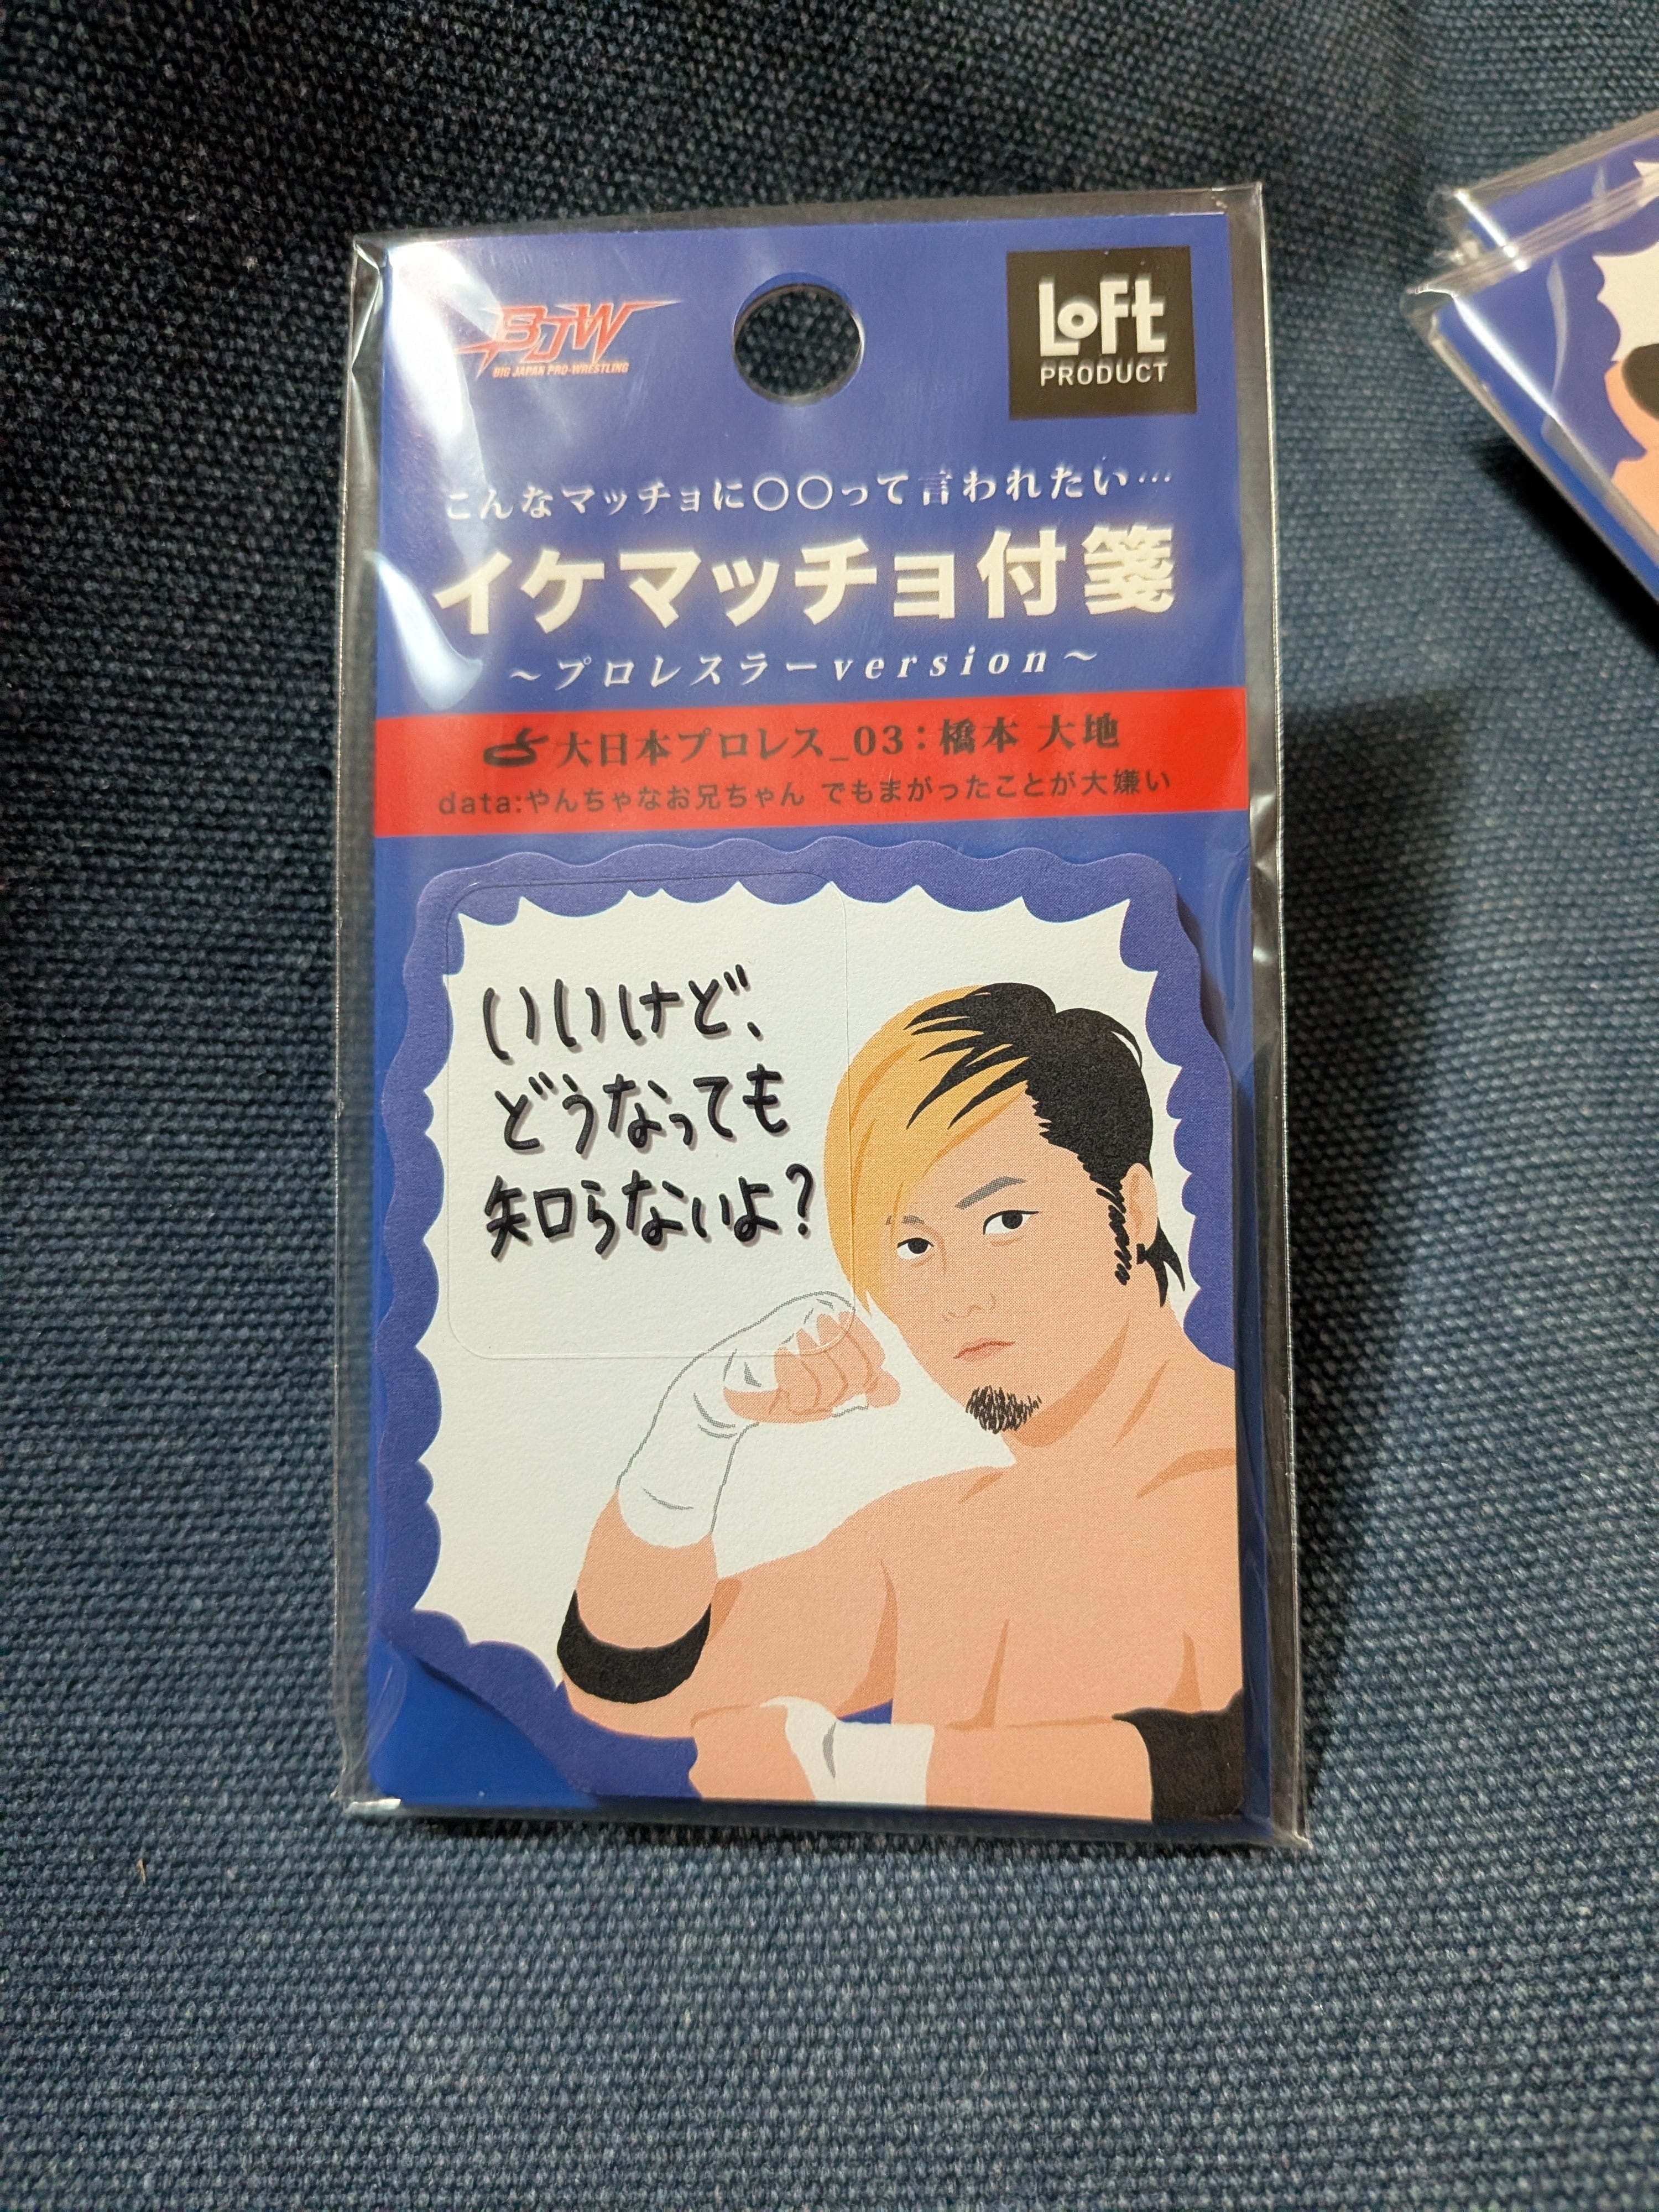 BJW
BIG JAPAN PRO-WRESTLING
LoFt
PRODUCT
こんなマッチョに〇〇って言われたい…
イケマッチョ付箋
～プロレスラーversion～
大日本プロレス_03：橋本 大地
data:やんちゃなお兄ちゃん でもまがったことが大嫌い
いいけど、
どうなっても
知らないよ？